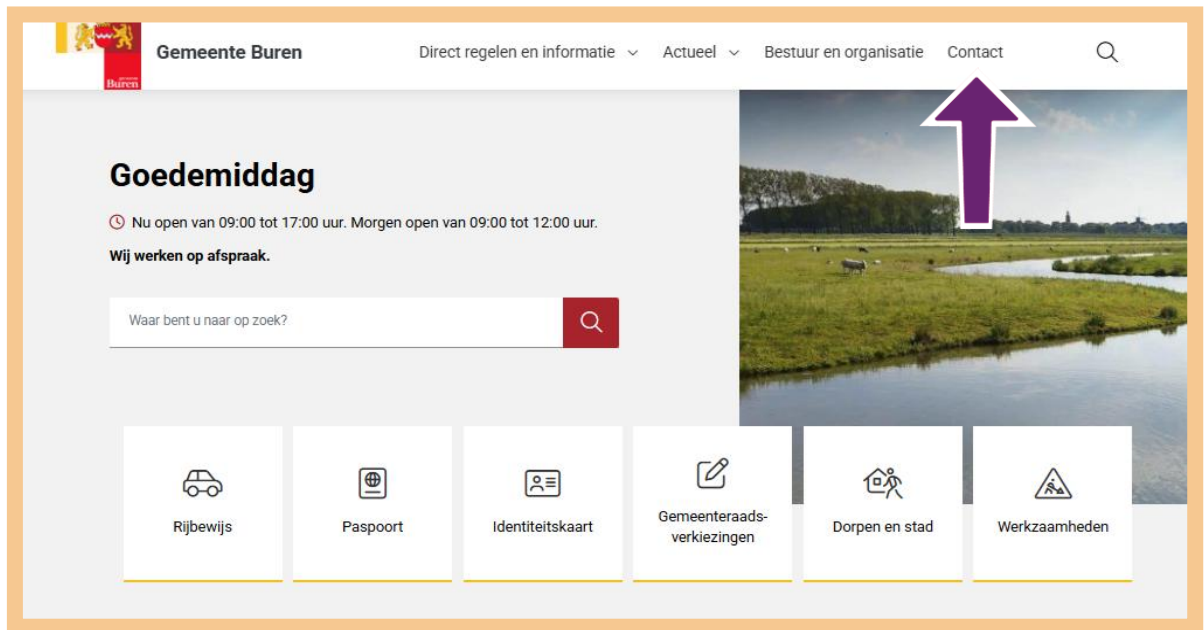 Gemeente Buren
Direct regelen en informatie
Actueel
Bestuur en organisatie
Contact
Buren
Goedemiddag
Nu open van 09:00 tot 17:00 uur. Morgen open van 09:00 tot 12:00 uur.
Wij werken op afspraak.
Waar bent u naar op zoek?
Rijbewijs
Paspoort
Identiteitskaart
Gemeenteraads-
verkiezingen
Dorpen en stad
Werkzaamheden